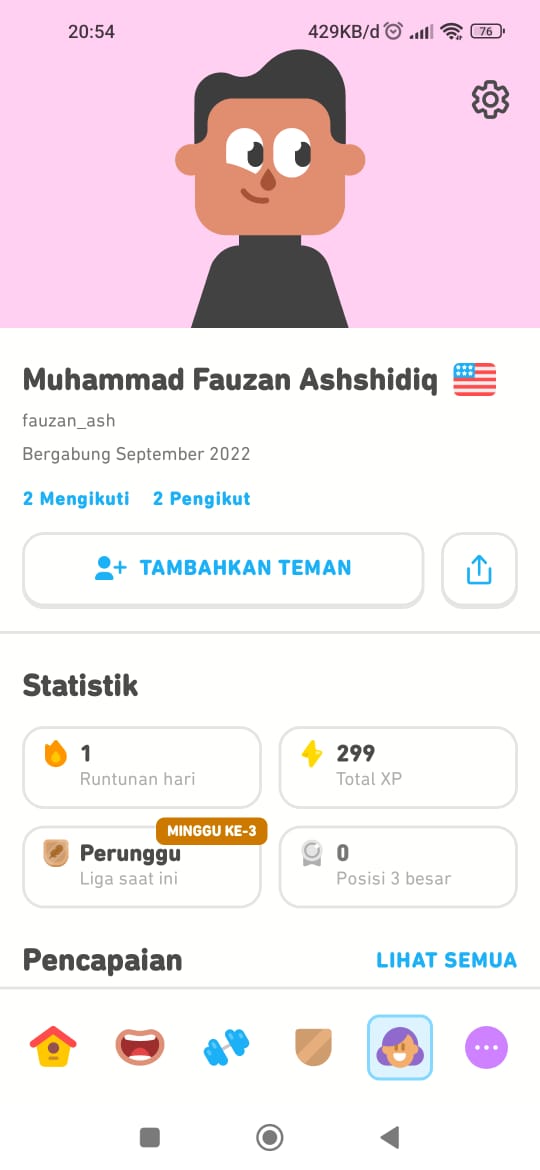 20:54
429KB/d
76
Muhammad Fauzan Ashshidiq
fauzan_ash
Bergabung September 2022
2 Mengikuti 2 Pengikut
TAMBAHKAN TEMAN
Statistik
1
Runtunan hari
299
Total XP
MINGGU KE-3
Perunggu
Liga saat ini
0
Posisi 3 besar
Pencapaian
LIHAT SEMUA